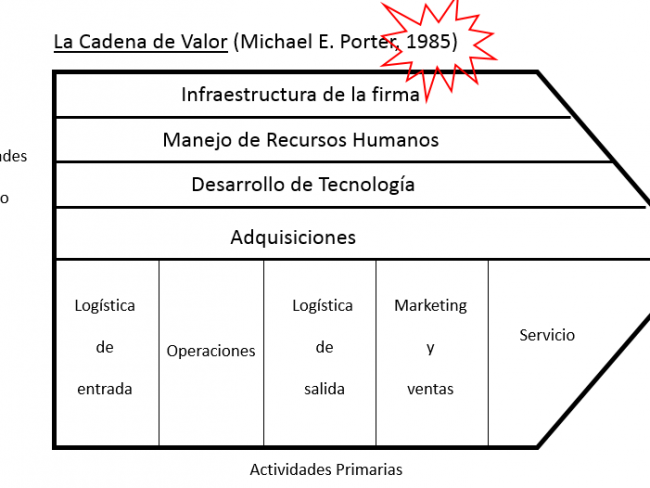 La Cadena de Valor (Michael E. Porter, 1985)
Infraestructura de la firma
Manejo de Recursos Humanos
Desarrollo de Tecnología
Adquisiciones
Logística
de
entrada
Operaciones
Logística
de
salida
Marketing
y
ventas
Servicio
Actividades Primarias